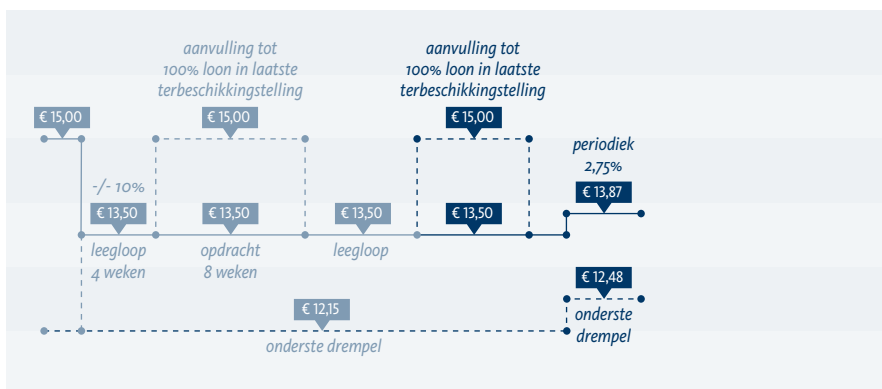 aanvulling tot
100% loon in laatste
terbeschikkingstelling
aanvulling tot
100% loon in laatste
terbeschikkingstelling
€ 15,00
€ 15,00
€ 15,00
periodiek
2,75%
-/- 10%
€ 13,87
€ 13,50
€ 13,50
€ 13,50
€ 13,50
leegloop
4 weken
opdracht
8 weken
leegloop
€ 12,48
€ 12,15
onderste
drempel
onderste drempel